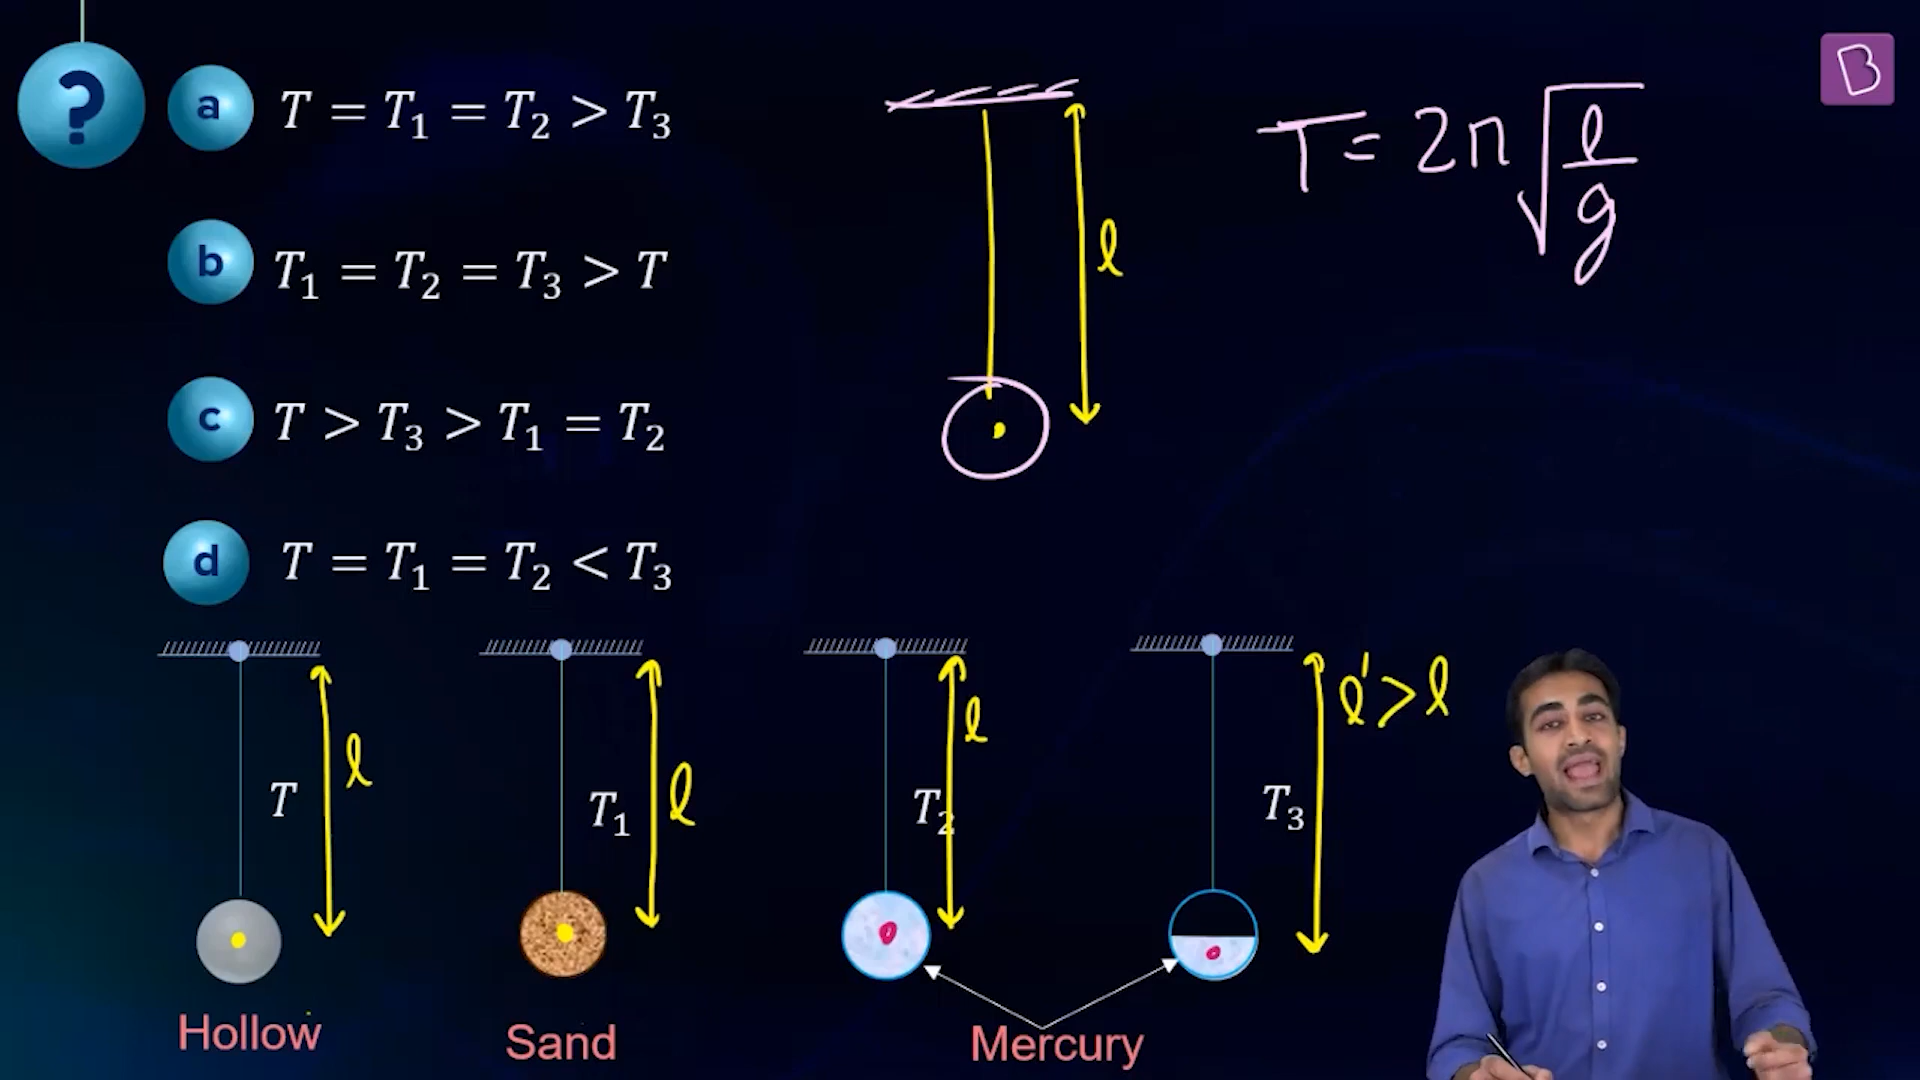 ?
a T = T₁ = T₂ > T₃
b T₁ = T₂ = T₃ > T
c T > T₃ > T₁ = T₂
d T = T₁ = T₂ < T₃
l
T = 2π √(l/g)
B
T l
T₁ l
T₂ l
T₃ l' > l
Hollow
Sand
Mercury